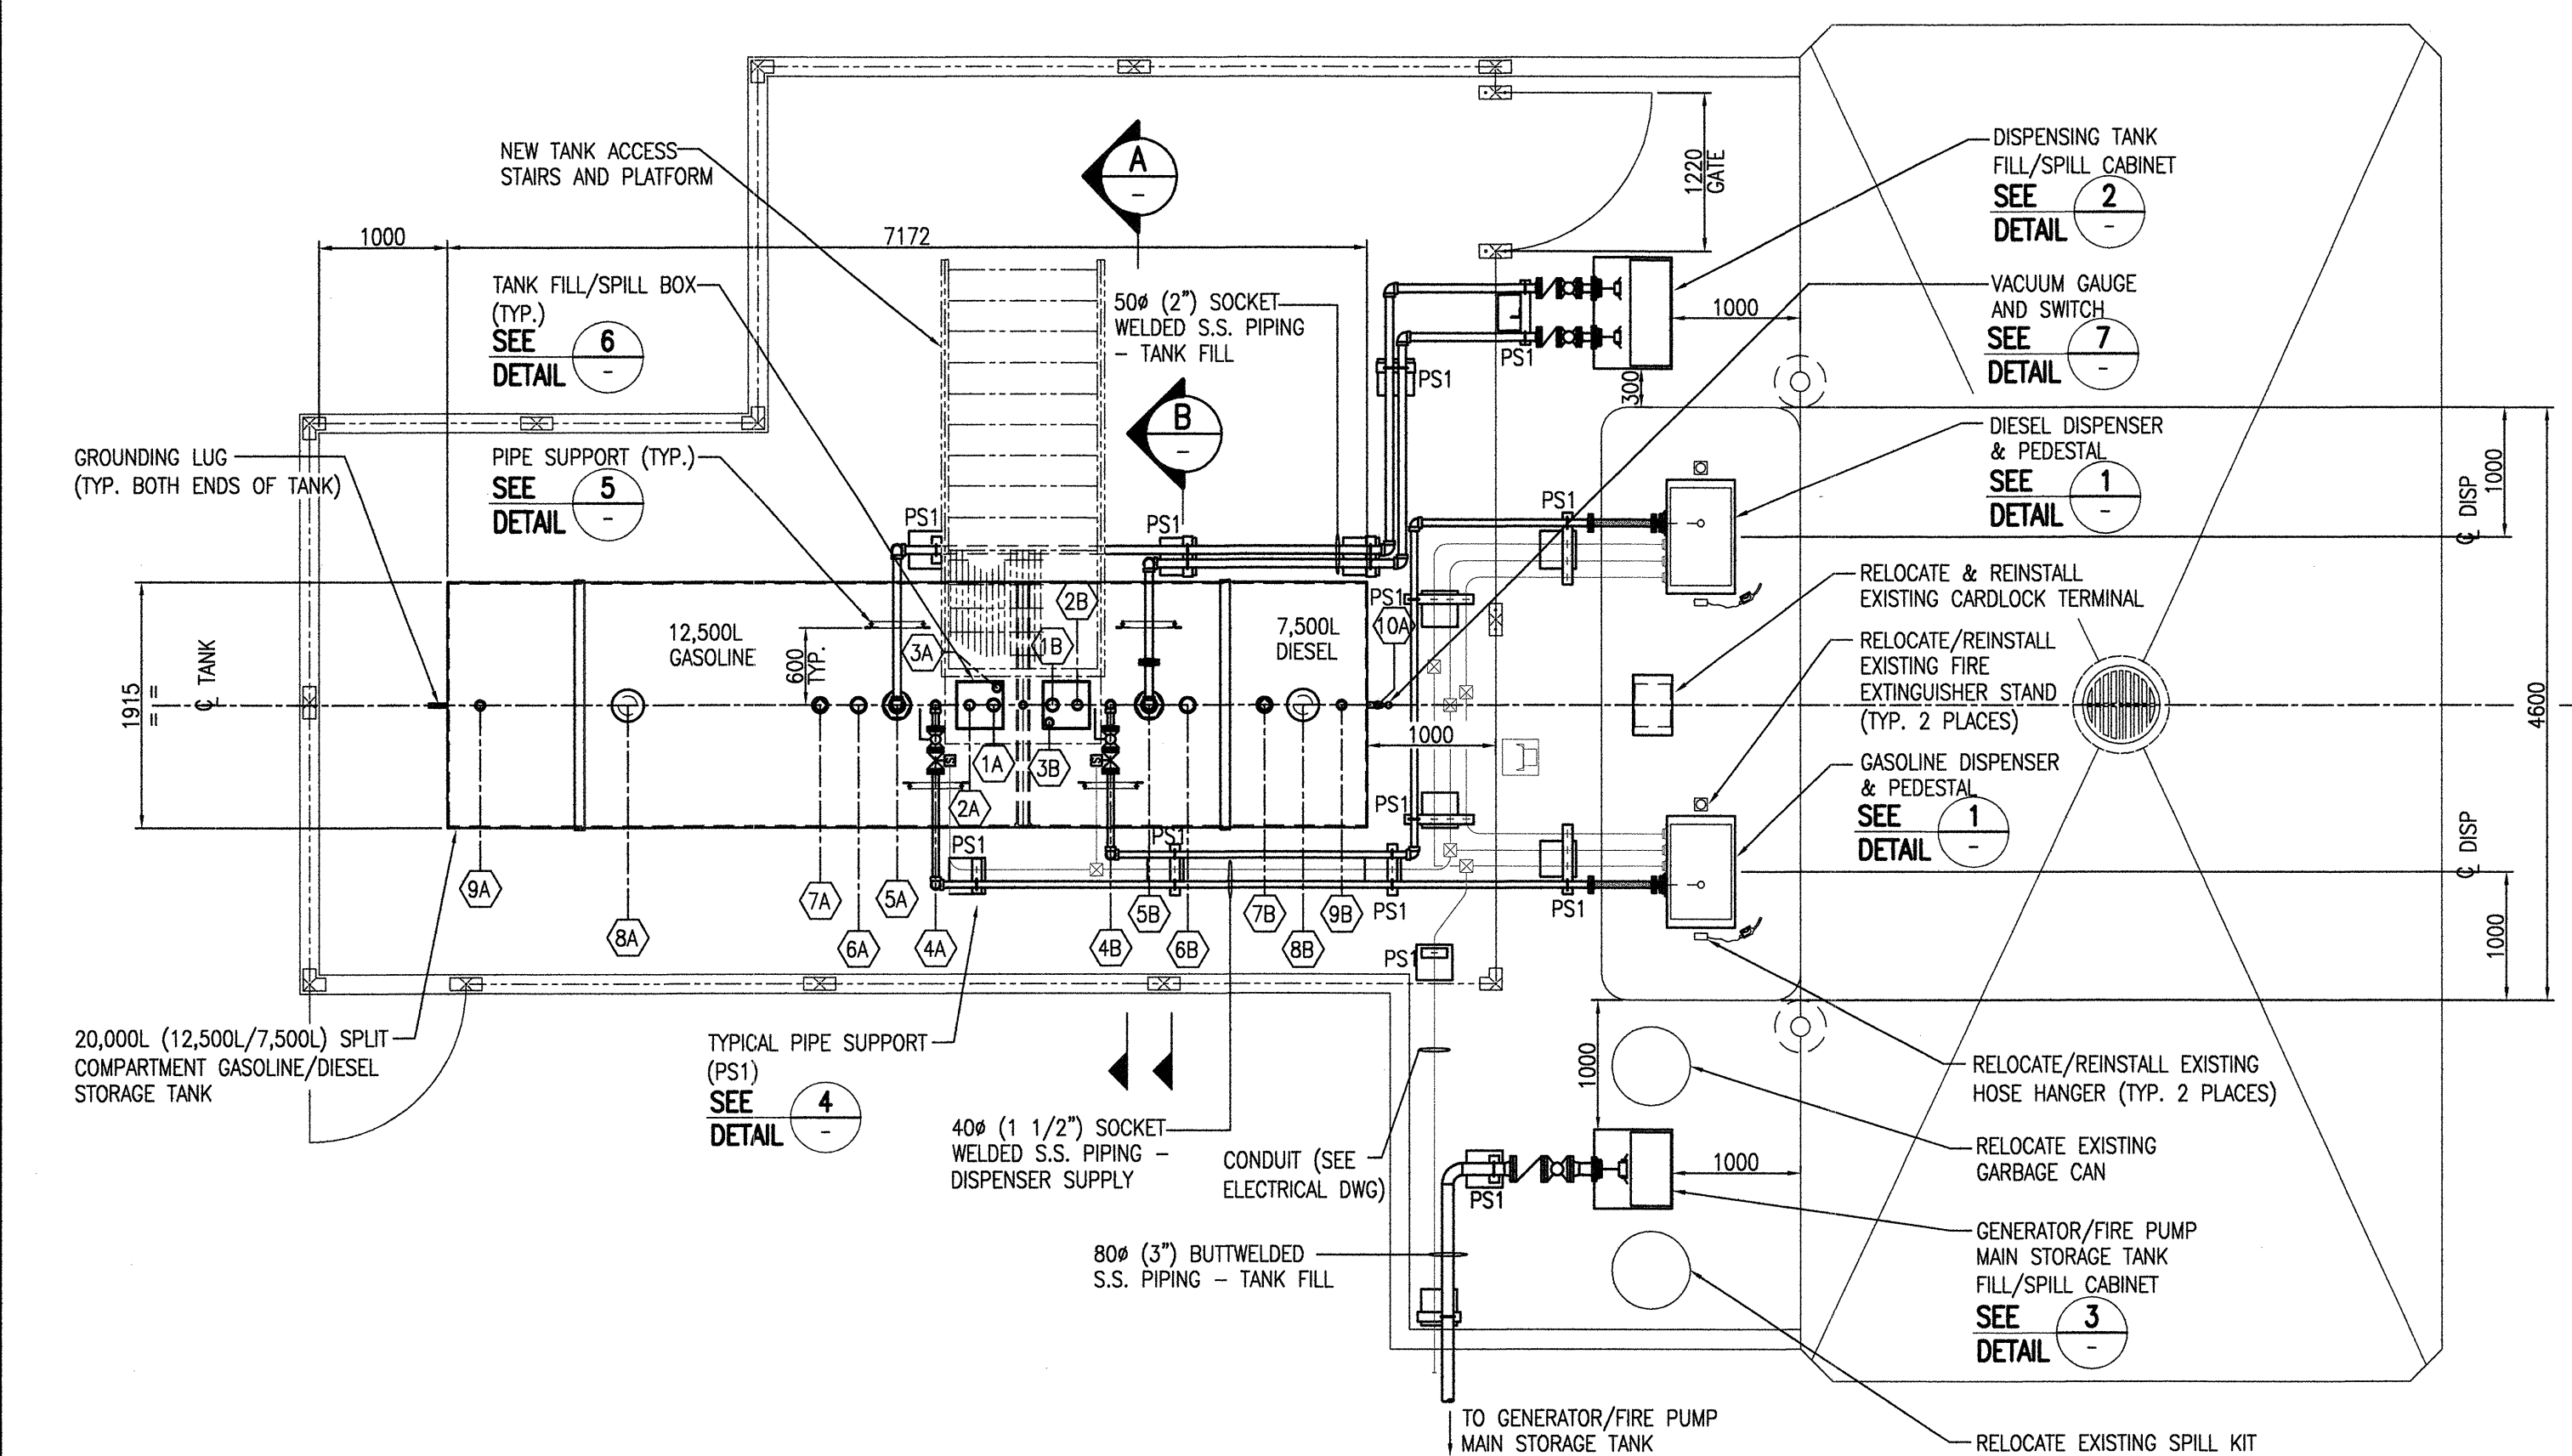 NEW TANK ACCESS
STAIRS AND PLATFORM
A
-
1220
GATE
DISPENSING TANK
FILL/SPILL CABINET
SEE
DETAIL
2
-
1000
7172
TANK FILL/SPILL BOX
(TYP.)
SEE
DETAIL
6
-
50ø (2") SOCKET
WELDED S.S. PIPING
- TANK FILL
1000
VACUUM GAUGE
AND SWITCH
SEE
DETAIL
7
-
PS1
PS1
300
B
-
GROUNDING LUG
(TYP. BOTH ENDS OF TANK)
PIPE SUPPORT (TYP.)
SEE
DETAIL
5
-
DIESEL DISPENSER
& PEDESTAL
SEE
DETAIL
1
-
1000
℄ DISP
PS1
PS1
PS1
RELOCATE & REINSTALL
EXISTING CARDLOCK TERMINAL
2B
PS1
10A
12,500L
GASOLINE
7,500L
DIESEL
3A
1B
600
TYP.
1915
=
=
℄ TANK
RELOCATE/REINSTALL
EXISTING FIRE
EXTINGUISHER STAND
(TYP. 2 PLACES)
4600
1000
S
S
1A
3B
2A
GASOLINE DISPENSER
& PEDESTAL
SEE
DETAIL
1
-
PS1
PS1
PS1
℄ DISP
1000
9A
7A
5A
5B
7B
9B
PS1
PS1
8A
6A
4A
4B
6B
8B
PS1
20,000L (12,500L/7,500L) SPLIT
COMPARTMENT GASOLINE/DIESEL
STORAGE TANK
TYPICAL PIPE SUPPORT
(PS1)
SEE
DETAIL
4
-
1000
RELOCATE/REINSTALL EXISTING
HOSE HANGER (TYP. 2 PLACES)
40ø (1 1/2") SOCKET
WELDED S.S. PIPING -
DISPENSER SUPPLY
CONDUIT (SEE
ELECTRICAL DWG)
PS1
1000
RELOCATE EXISTING
GARBAGE CAN
80ø (3") BUTTWELDED
S.S. PIPING - TANK FILL
GENERATOR/FIRE PUMP
MAIN STORAGE TANK
FILL/SPILL CABINET
SEE
DETAIL
3
-
TO GENERATOR/FIRE PUMP
MAIN STORAGE TANK
RELOCATE EXISTING SPILL KIT